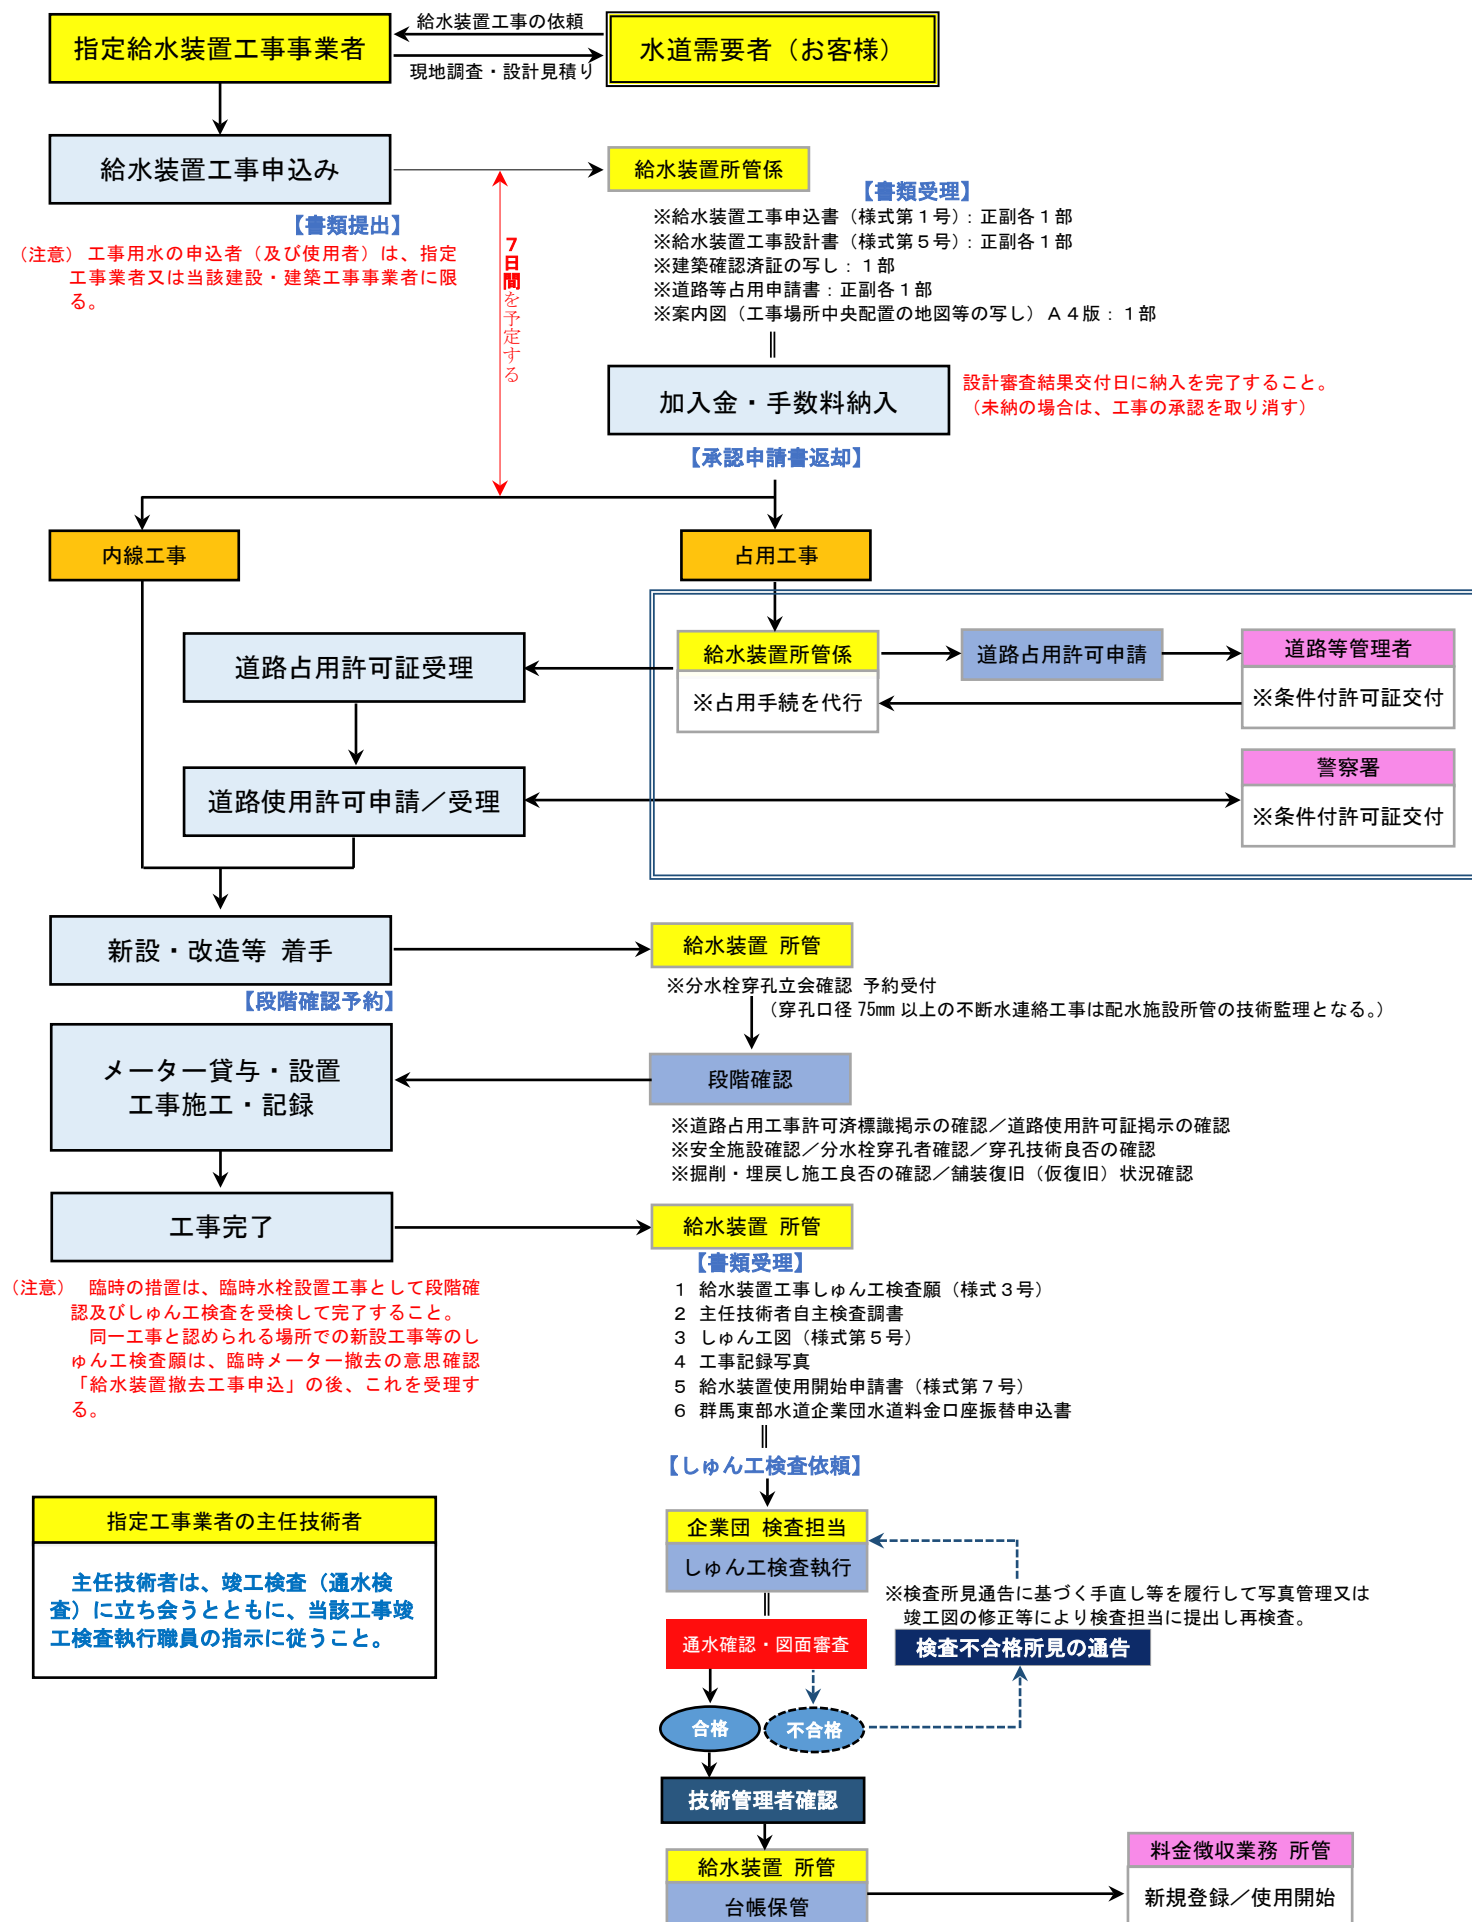 給水装置工事の依頼
指定給水装置工事事業者
水道需要者（お客様）
現地調査・設計見積り
給水装置工事申込み
給水装置所管係
【書類提出】
【書類受理】
（注意）工事用水の申込者（及び使用者）は、指定
工事業者又は当該建設・建築工事事業者に限
る。
7日間を予定する
※給水装置工事申込書（様式第１号）：正副各１部
※給水装置工事設計書（様式第５号）：正副各１部
※建築確認済証の写し：１部
※道路等占用申請書：正副各１部
※案内図（工事場所中央配置の地図等の写し）Ａ４版：１部
加入金・手数料納入
設計審査結果交付日に納入を完了すること。
（未納の場合は、工事の承認を取り消す）
【承認申請書返却】
内線工事
占用工事
道路占用許可証受理
給水装置所管係
※占用手続を代行
道路占用許可申請
道路等管理者
※条件付許可証交付
道路使用許可申請／受理
警察署
※条件付許可証交付
新設・改造等 着手
給水装置 所管
【段階確認予約】
※分水栓穿孔立会確認 予約受付
（穿孔口径 75㎜ 以上の不断水連絡工事は配水施設所管の技術監理となる。）
メーター貸与・設置
工事施工・記録
段階確認
※道路占用工事許可済標識掲示の確認／道路使用許可証掲示の確認
※安全施設確認／分水栓穿孔者確認／穿孔技術良否の確認
※掘削・埋戻し施工良否の確認／舗装復旧（仮復旧）状況確認
工事完了
給水装置 所管
（注意） 臨時の措置は、臨時水栓設置工事として段階確
認及びしゅん工検査を受検して完了すること。
同一工事と認められる場所での新設工事等のし
ゅん工検査願は、臨時メーター撤去の意思確認
「給水装置撤去工事申込」の後、これを受理す
る。
【書類受理】
１ 給水装置工事しゅん工検査願（様式３号）
２ 主任技術者自主検査調書
３ しゅん工図（様式第５号）
４ 工事記録写真
５ 給水装置使用開始申請書（様式第７号）
６ 群馬東部水道企業団水道料金口座振替申込書
【しゅん工検査依頼】
指定工事業者の主任技術者
主任技術者は、竣工検査（通水検
査）に立ち会うとともに、当該工事竣
工検査執行職員の指示に従うこと。
企業団 検査担当
しゅん工検査執行
※検査所見通告に基づく手直し等を履行して写真管理又は
竣工図の修正等により検査担当に提出し再検査。
通水確認・図面審査
検査不合格所見の通告
合格
不合格
技術管理者確認
給水装置 所管
台帳保管
料金徴収業務 所管
新規登録／使用開始